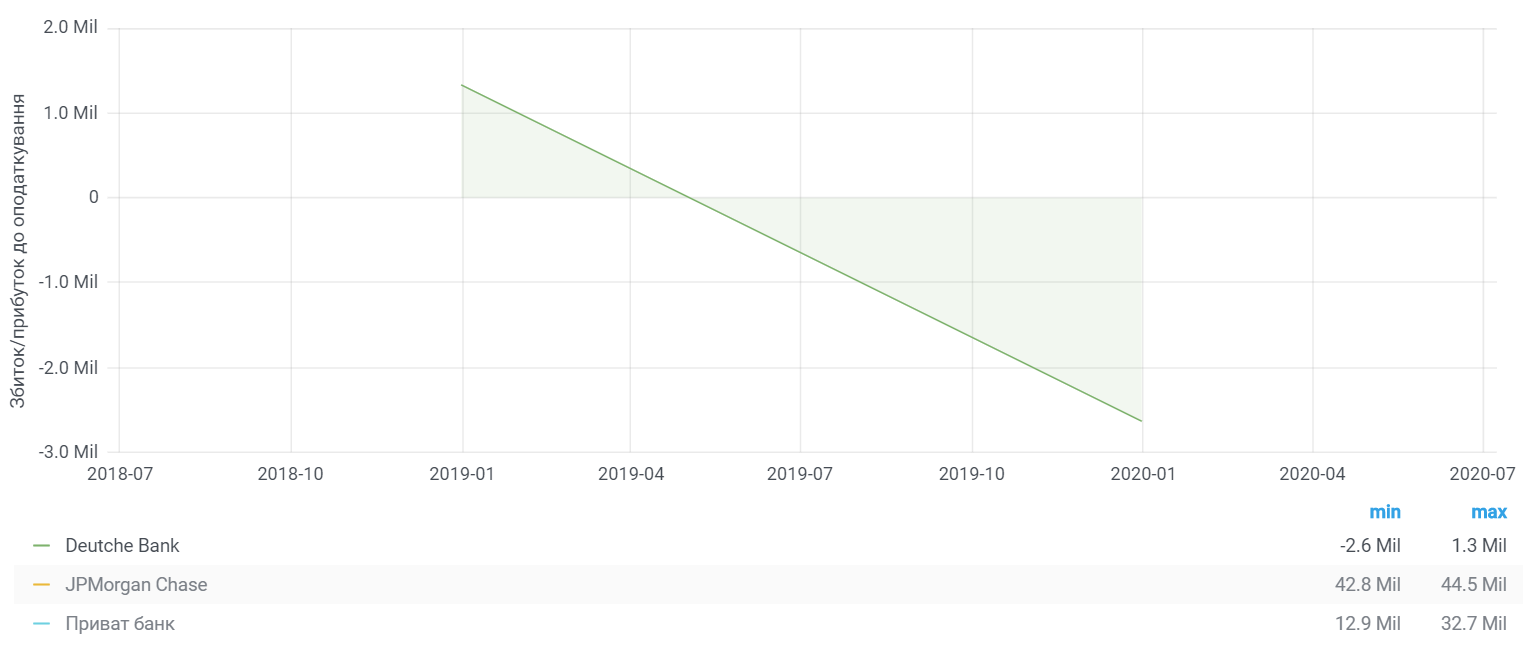 Збиток/прибуток до оподаткування
2.0 Mil
1.0 Mil
0
-1.0 Mil
-2.0 Mil
-3.0 Mil
2018-07 2018-10 2019-01 2019-04 2019-07 2019-10 2020-01 2020-04 2020-07
min max
Deutche Bank -2.6 Mil 1.3 Mil
JPMorgan Chase 42.8 Mil 44.5 Mil
Приват банк 12.9 Mil 32.7 Mil